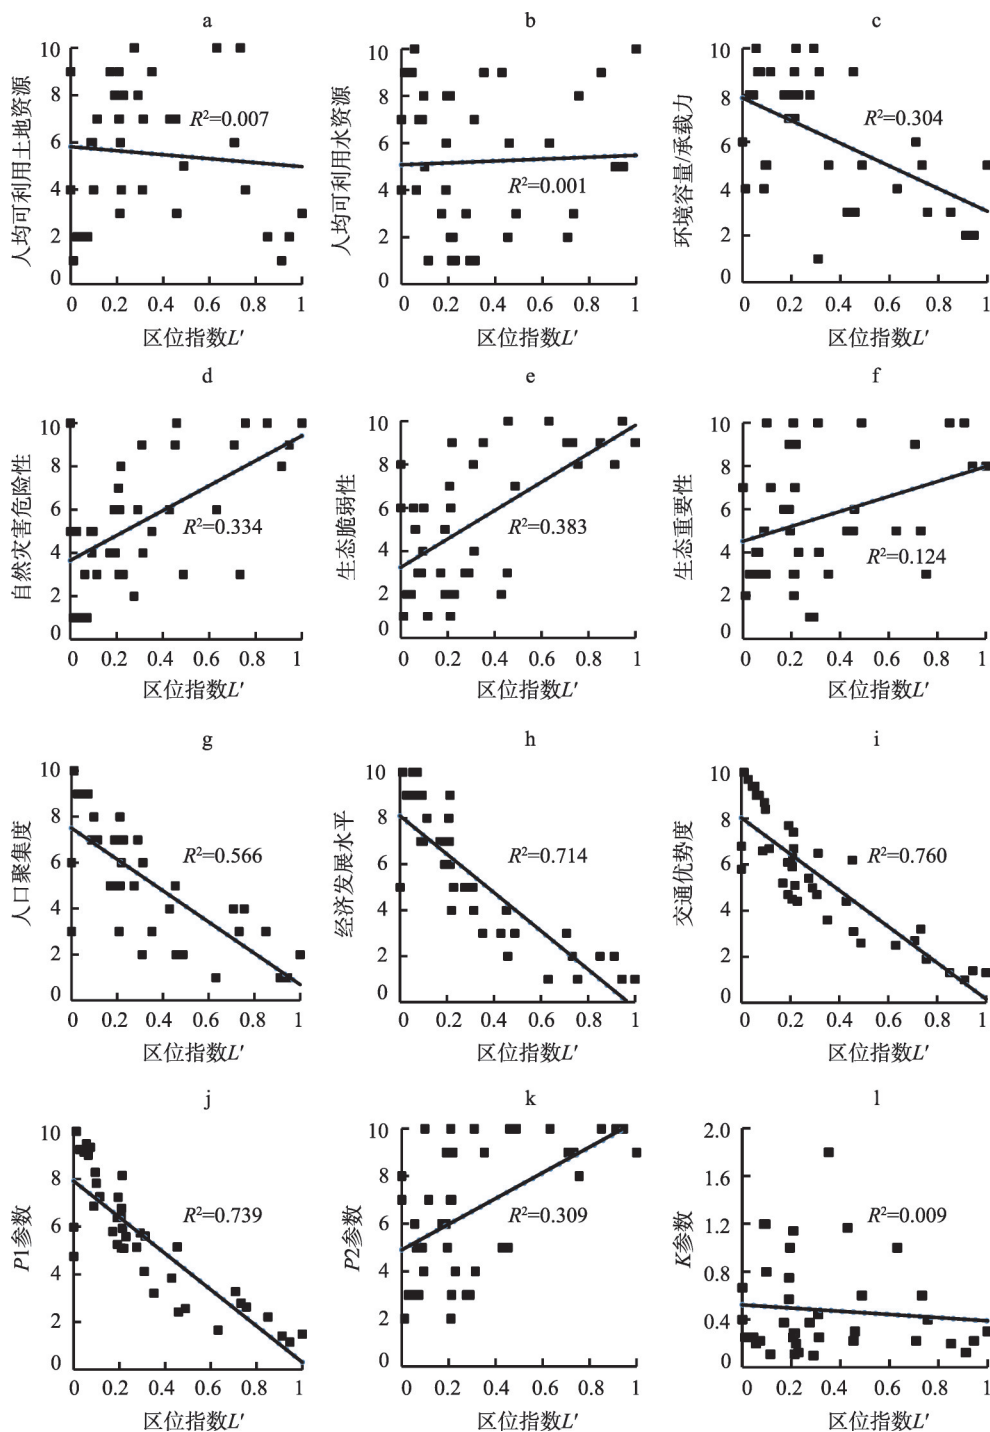 a b c
10 8 6 4 2 0
人均可利用土地资源
R²=0.007
0 0.2 0.4 0.6 0.8 1
区位指数L′
10 8 6 4 2 0
人均可利用水资源
R²=0.001
0 0.2 0.4 0.6 0.8 1
区位指数L′
10 8 6 4 2 0
环境容量/承载力
R²=0.304
0 0.2 0.4 0.6 0.8 1
区位指数L′
d e f
10 8 6 4 2 0
自然灾害危险性
R²=0.334
0 0.2 0.4 0.6 0.8 1
区位指数L′
10 8 6 4 2 0
生态脆弱性
R²=0.383
0 0.2 0.4 0.6 0.8 1
区位指数L′
10 8 6 4 2 0
生态重要性
R²=0.124
0 0.2 0.4 0.6 0.8 1
区位指数L′
g h i
10 8 6 4 2 0
人口聚集度
R²=0.566
0 0.2 0.4 0.6 0.8 1
区位指数L′
10 8 6 4 2 0
经济发展水平
R²=0.714
0 0.2 0.4 0.6 0.8 1
区位指数L′
10 8 6 4 2 0
交通优势度
R²=0.760
0 0.2 0.4 0.6 0.8 1
区位指数L′
j k l
10 8 6 4 2 0
P1参数
R²=0.739
0 0.2 0.4 0.6 0.8 1
区位指数L′
10 8 6 4 2 0
P2参数
R²=0.309
0 0.2 0.4 0.6 0.8 1
区位指数L′
2.0 1.6 1.2 0.8 0.4 0
K参数
R²=0.009
0 0.2 0.4 0.6 0.8 1
区位指数L′